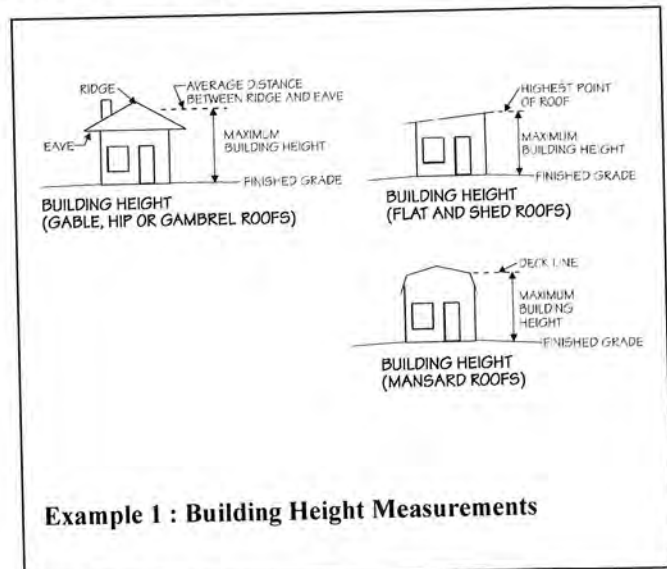 RIDGE
AVERAGE DISTANCE
BETWEEN RIDGE AND EAVE
EAVE
MAXIMUM
BUILDING HEIGHT
FINISHED GRADE
BUILDING HEIGHT
(GABLE, HIP OR GAMBREL ROOFS)
HIGHEST POINT
OF ROOF
MAXIMUM
BUILDING HEIGHT
FINISHED GRADE
BUILDING HEIGHT
(FLAT AND SHED ROOFS)
DECK LINE
MAXIMUM
BUILDING
HEIGHT
FINISHED GRADE
BUILDING HEIGHT
(MANSARD ROOFS)
Example 1 : Building Height Measurements